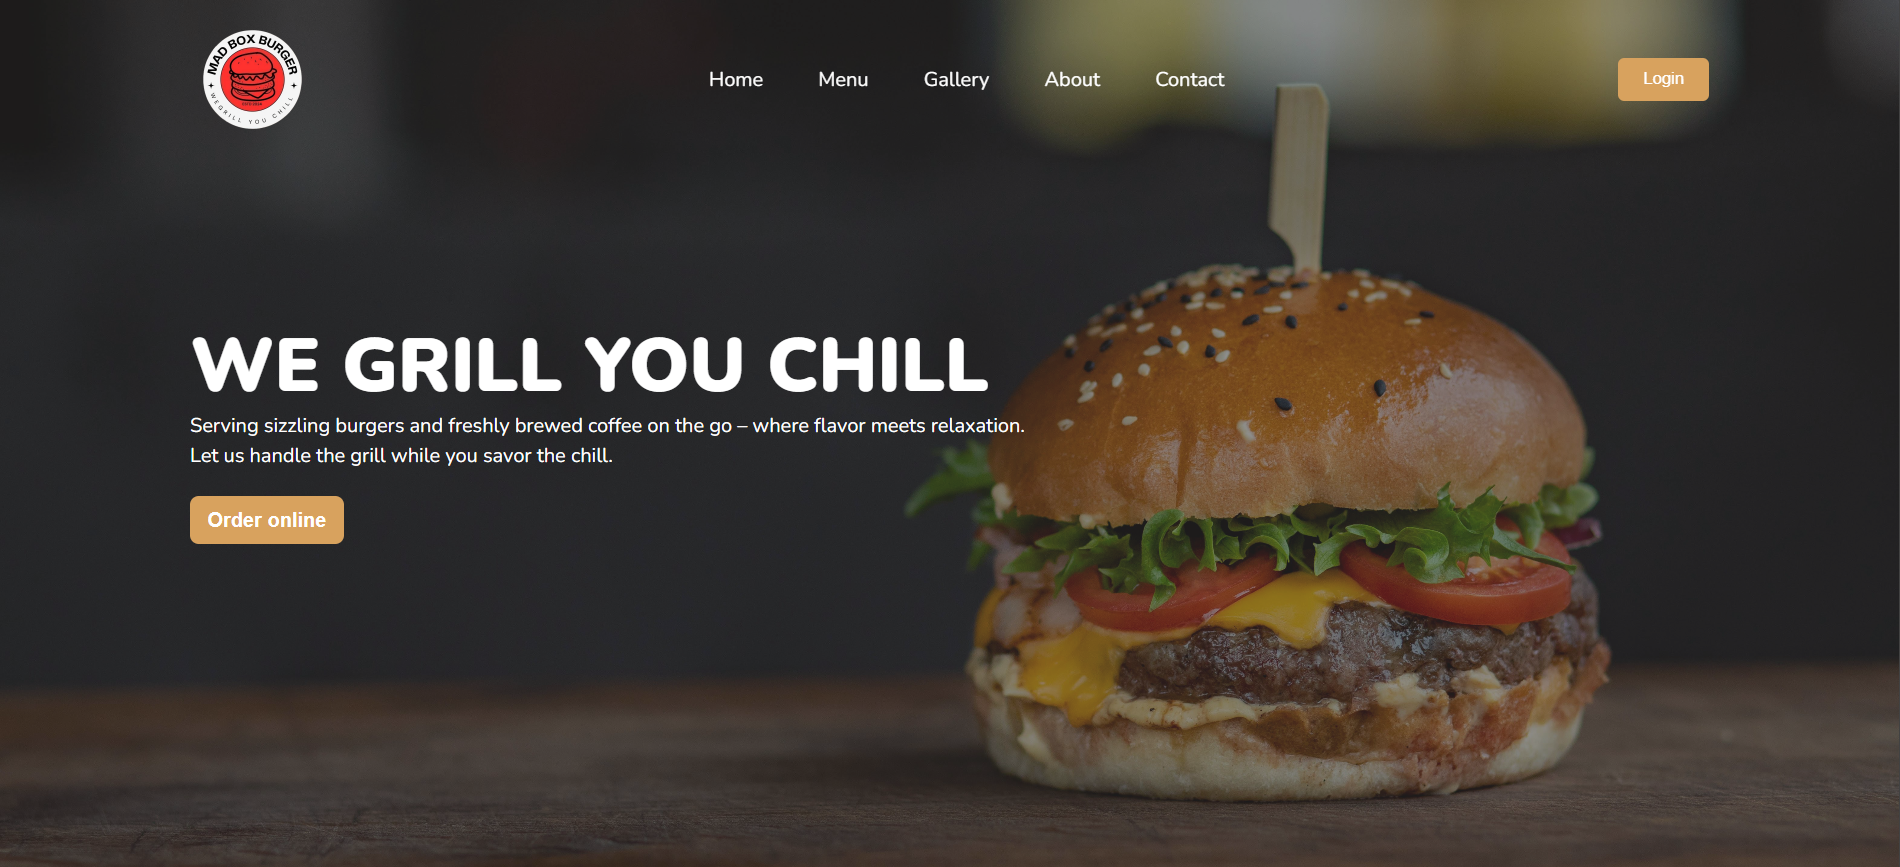 MAD BOX BURGER
WE GRILL YOU CHILL
Home
Menu
Gallery
About
Contact
Login
WE GRILL YOU CHILL
Serving sizzling burgers and freshly brewed coffee on the go – where flavor meets relaxation.
Let us handle the grill while you savor the chill.
Order online